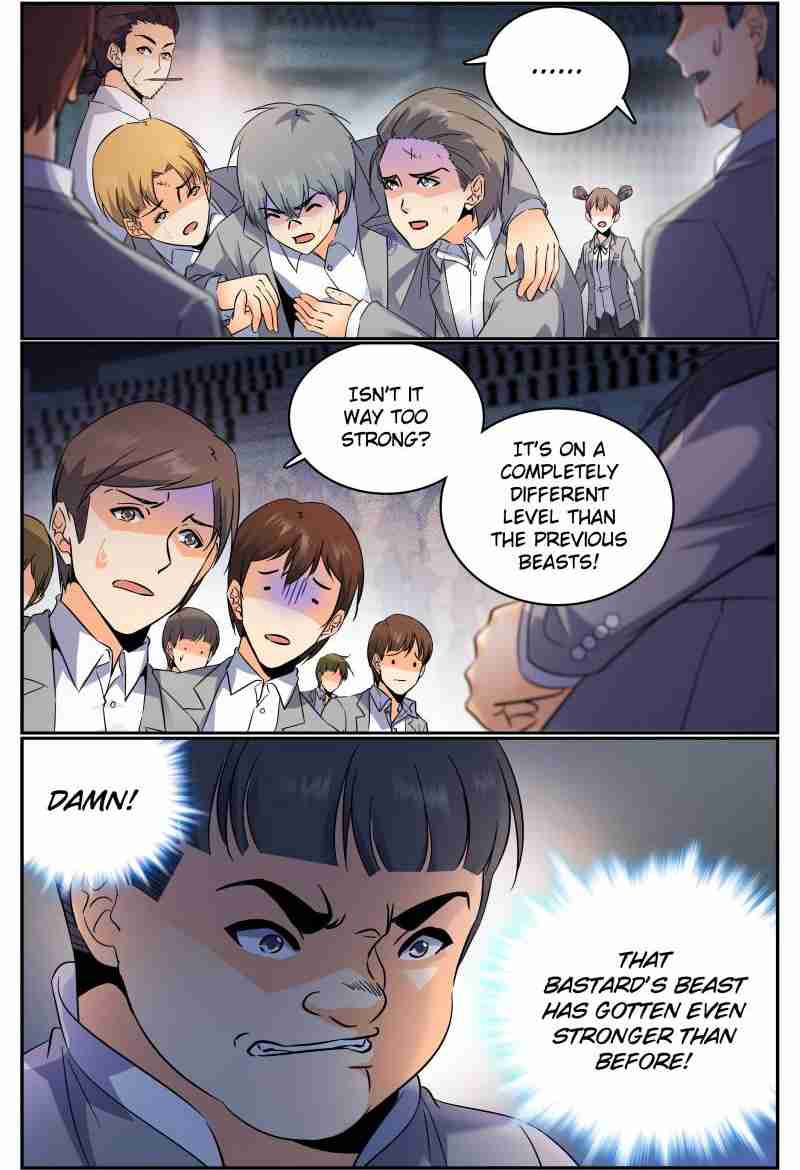 ......
ISN'T IT
WAY TOO
STRONG?
IT'S ON A
COMPLETELY
DIFFERENT
LEVEL THAN
THE PREVIOUS
BEASTS!
DAMN!
THAT
BASTARD'S BEAST
HAS GOTTEN EVEN
STRONGER THAN
BEFORE!